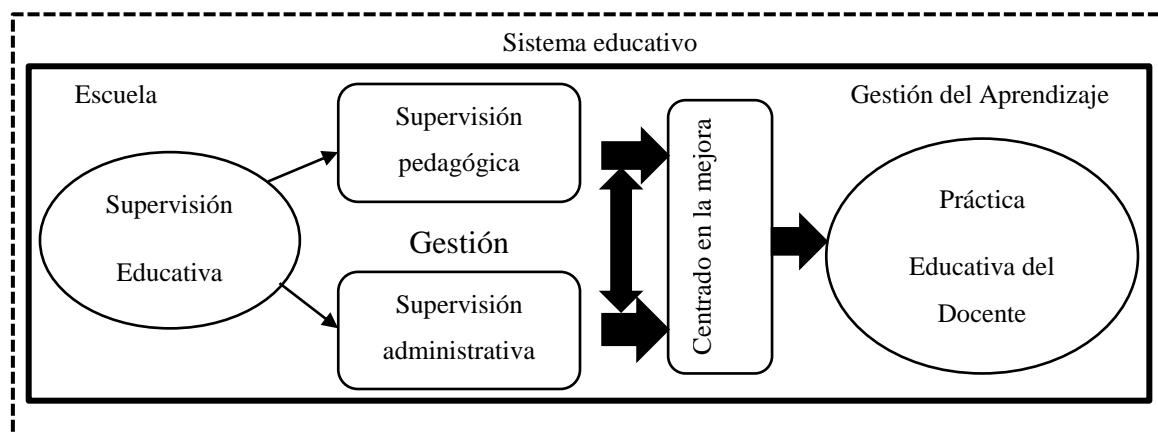 Sistema educativo
Escuela
Gestión del Aprendizaje
Supervisión
pedagógica
Supervisión
Educativa
Gestión
Supervisión
administrativa
Centrado en la mejora
Práctica
Educativa del
Docente